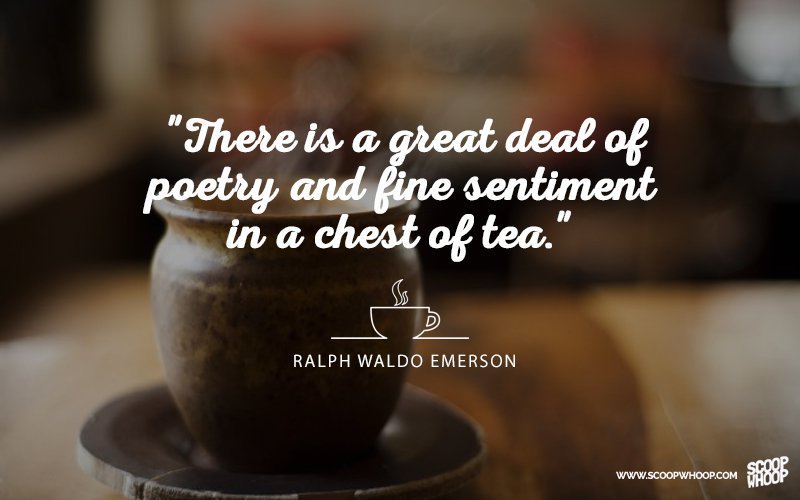 "There is a great deal of
poetry and fine sentiment
in a chest of tea."
RALPH WALDO EMERSON
WWW.SCOOPWHOOP.COM
SCOOP
WHOOP